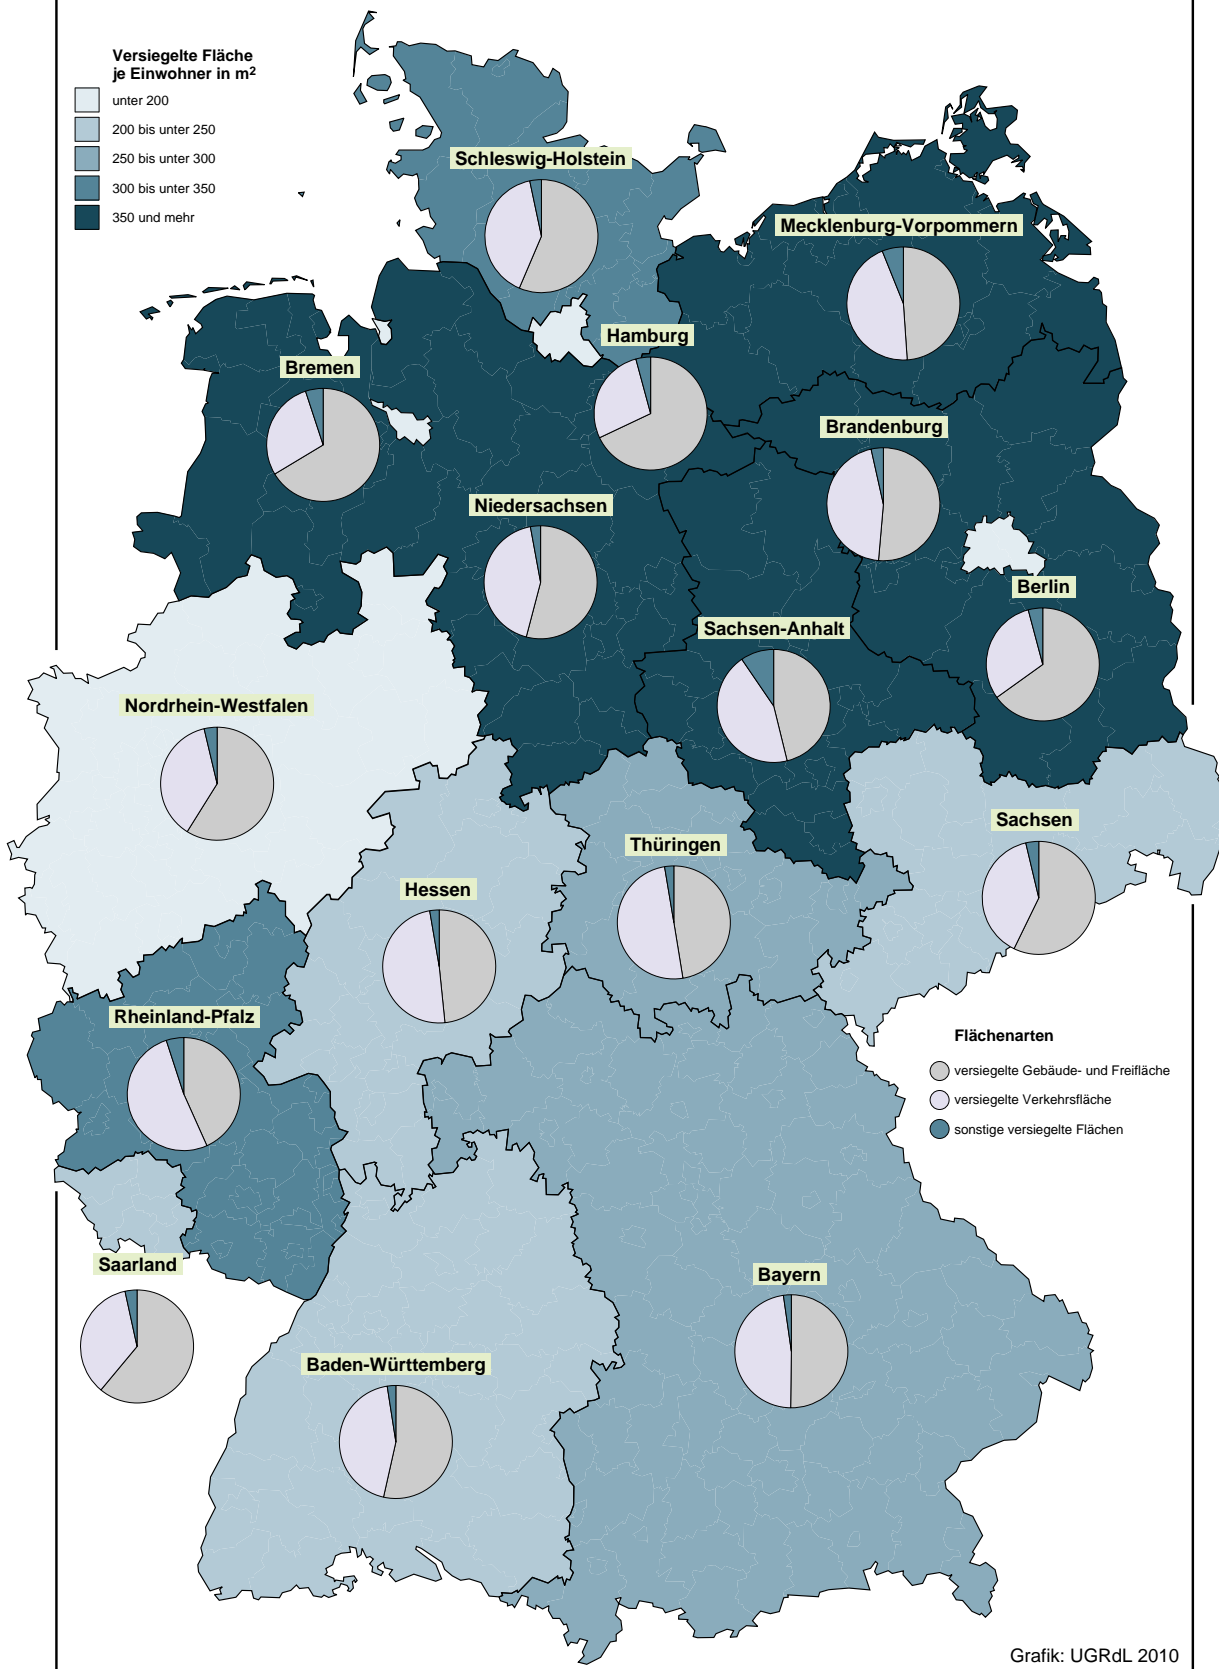 Versiegelte Fläche
je Einwohner in m²
unter 200
200 bis unter 250
250 bis unter 300
300 bis unter 350
350 und mehr
Schleswig-Holstein
Mecklenburg-Vorpommern
Hamburg
Bremen
Brandenburg
Niedersachsen
Berlin
Sachsen-Anhalt
Nordrhein-Westfalen
Sachsen
Thüringen
Hessen
Rheinland-Pfalz
Flächenarten
versiegelte Gebäude- und Freifläche
versiegelte Verkehrsfläche
sonstige versiegelte Flächen
Saarland
Bayern
Baden-Württemberg
Grafik: UGRdL 2010